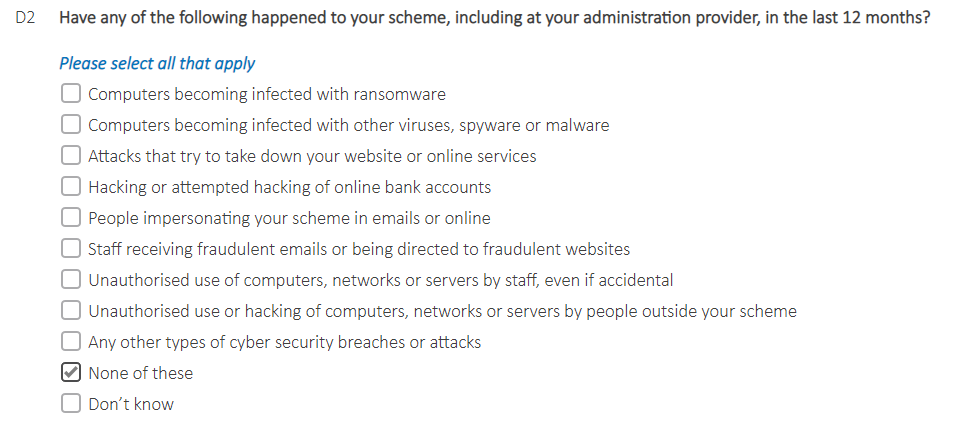 D2 Have any of the following happened to your scheme, including at your administration provider, in the last 12 months?
Please select all that apply
Computers becoming infected with ransomware
Computers becoming infected with other viruses, spyware or malware
Attacks that try to take down your website or online services
Hacking or attempted hacking of online bank accounts
People impersonating your scheme in emails or online
Staff receiving fraudulent emails or being directed to fraudulent websites
Unauthorised use of computers, networks or servers by staff, even if accidental
Unauthorised use or hacking of computers, networks or servers by people outside your scheme
Any other types of cyber security breaches or attacks
None of these
Don’t know